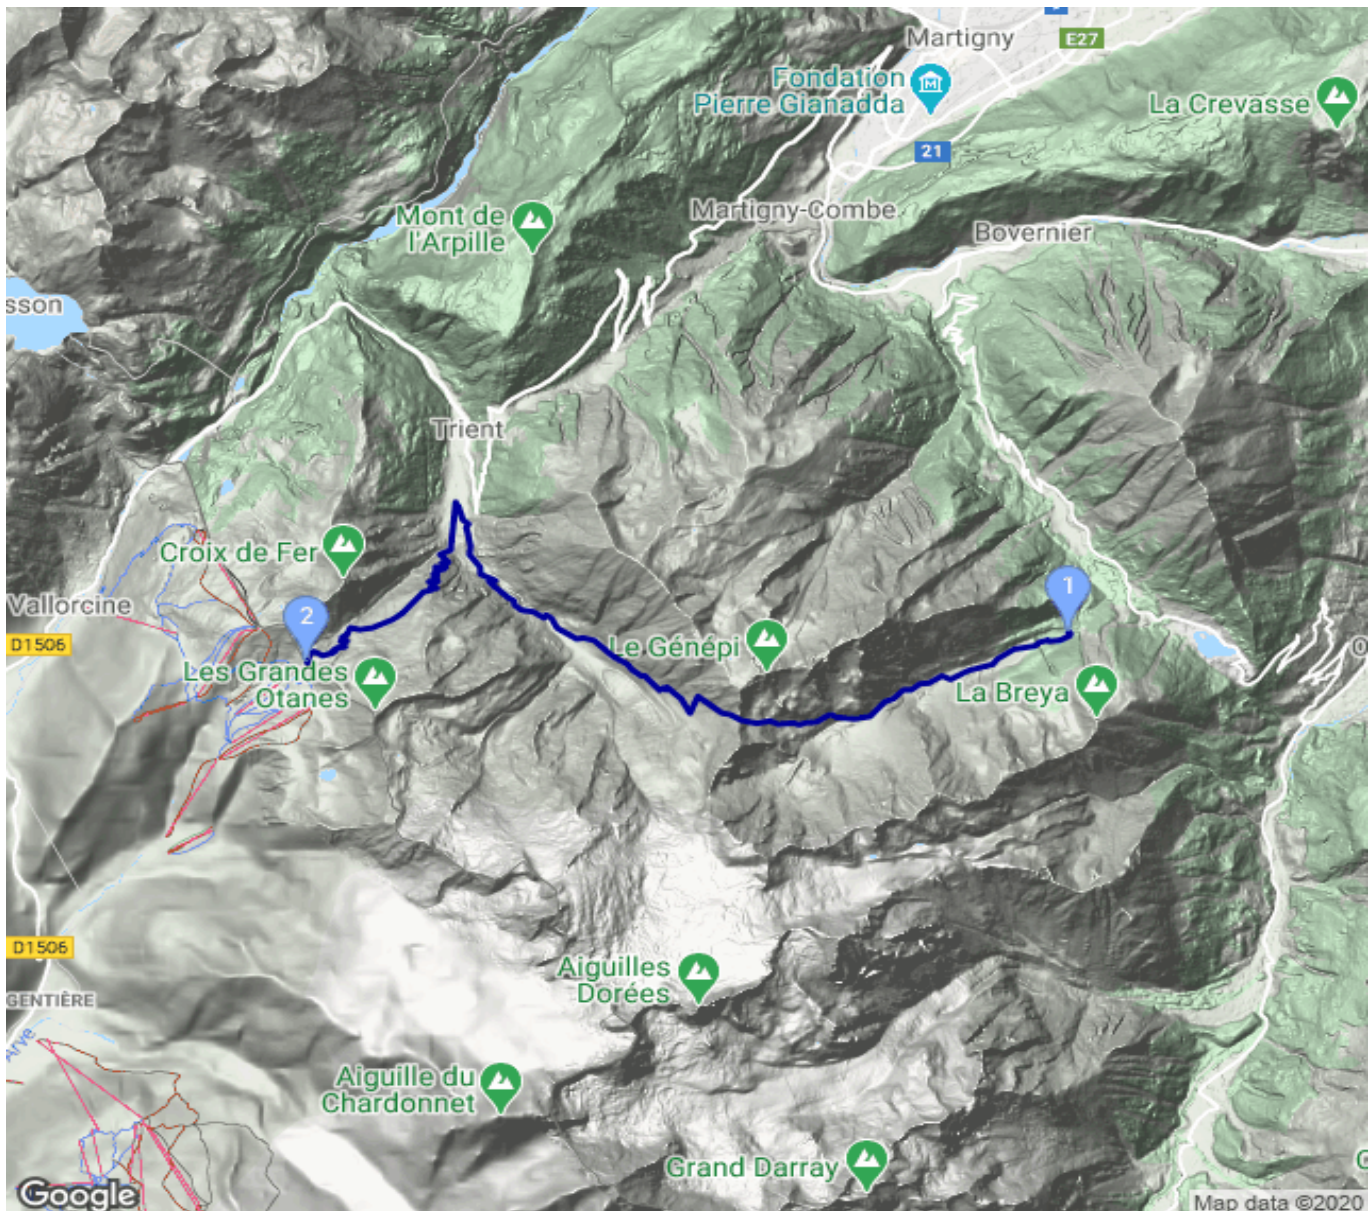 Martigny
E27
Fondation
Pierre Gianadda
La Crevasse
21
Mont de
l'Arpille
Martigny-Combe
Bovernier
sson
Trient
Croix de Fer
Vallorcine
D1506
2
1
Le Génépi
Les Grandes
Otanes
La Breya
O
Aiguilles
Dorées
D1506
GENTIÈRE
Arve
Aiguille du
Chardonnet
Grand Darray
Google
Map data ©2020